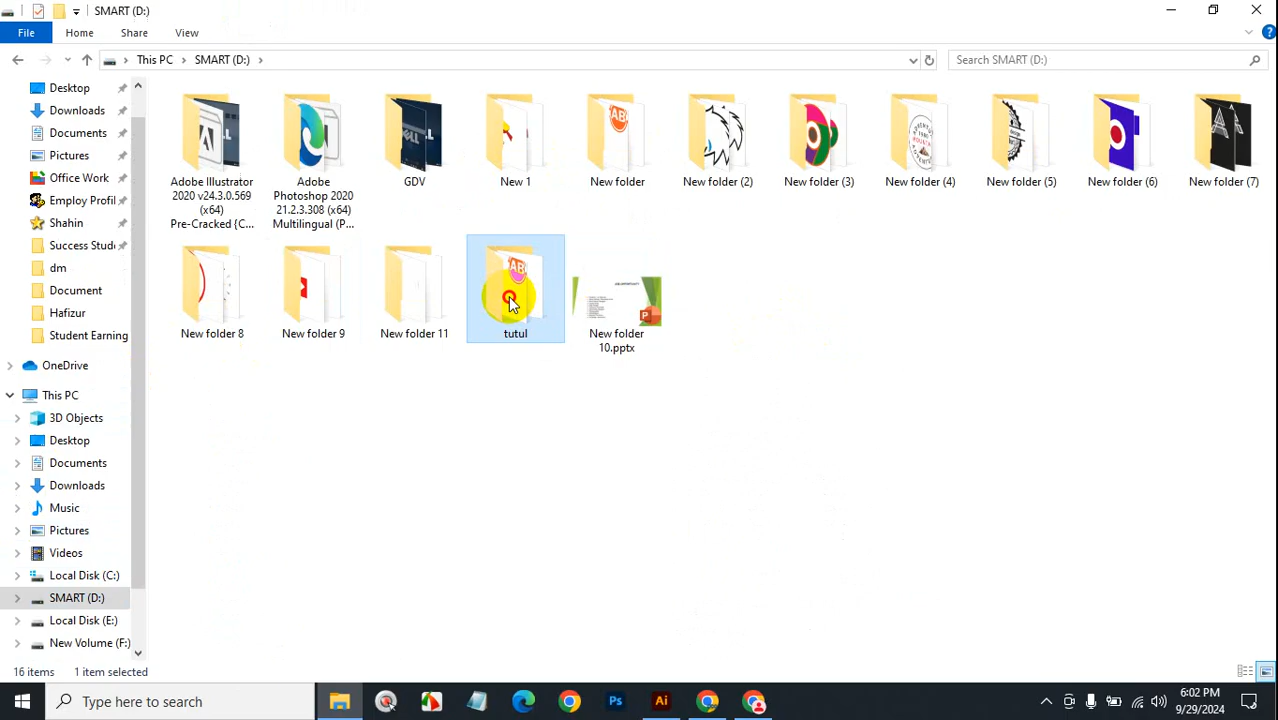 SMART (D:)
File Home Share View
This PC SMART (D:) Search SMART (D:)
Desktop
Downloads
Documents
Pictures
Office Work
Employ Profil
Shahin
Success Stud
dm
Document
Hafizur
Student Earning
OneDrive
This PC
3D Objects
Desktop
Documents
Downloads
Music
Pictures
Videos
Local Disk (C:)
SMART (D:)
Local Disk (E:)
New Volume (F:)
Adobe Illustrator
2020 v24.3.0.569
(x64)
Pre-Cracked {C...
Adobe
Photoshop 2020
21.2.3.308 (x64)
Multilingual (P...
GDV
New 1
New folder
New folder (2)
New folder (3)
New folder (4)
New folder (5)
New folder (6)
New folder (7)
New folder 8
New folder 9
New folder 11
tutul
New folder
10.pptx
16 items 1 item selected
Type here to search
Ps
Ai
6:02 PM
9/29/2024